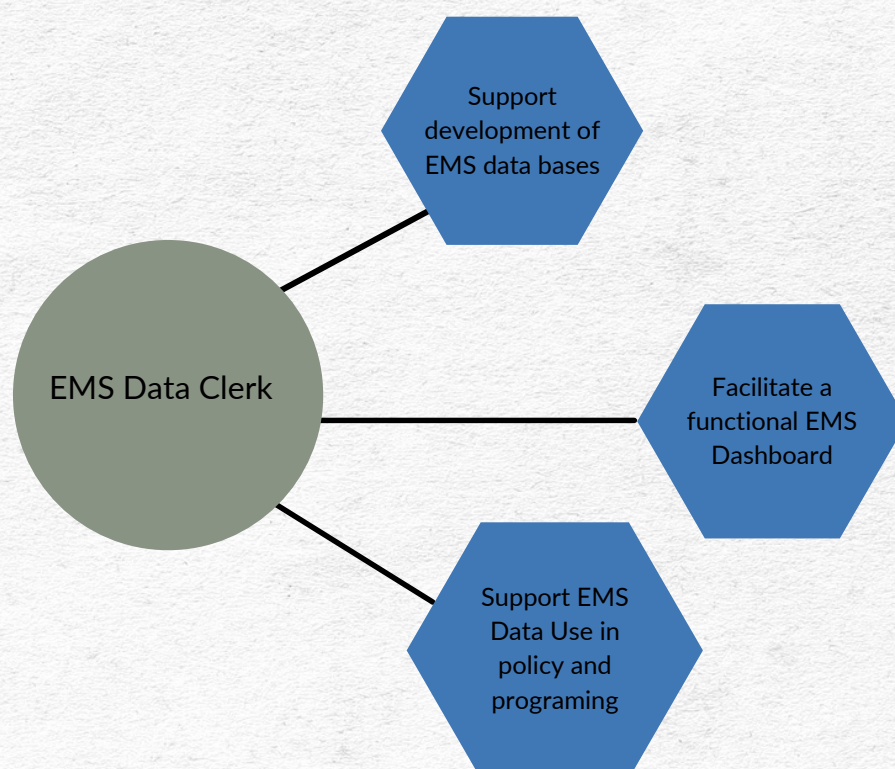 Support
development of
EMS data bases
EMS Data Clerk
Facilitate a
functional EMS
Dashboard
Support EMS
Data Use in
policy and
programing